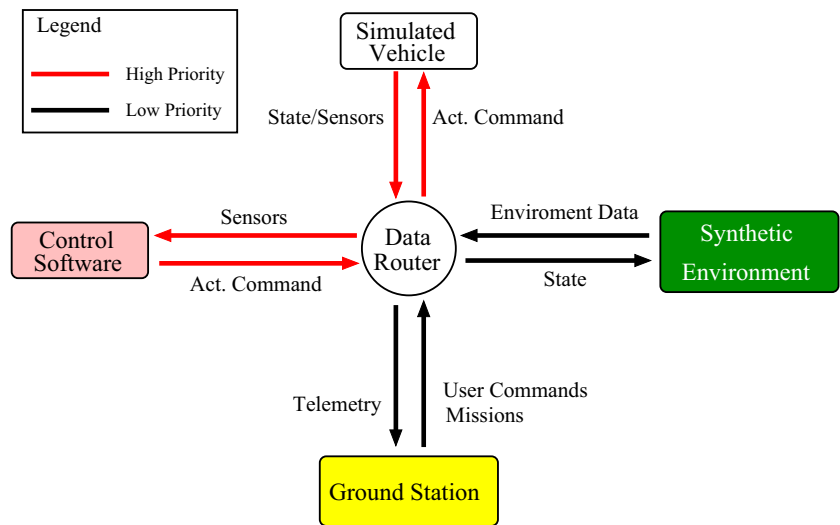 Legend
High Priority
Low Priority
Simulated
Vehicle
State/Sensors
Act. Command
Sensors
Control
Software
Act. Command
Data
Router
Enviroment Data
State
Synthetic
Environment
Telemetry
User Commands
Missions
Ground Station